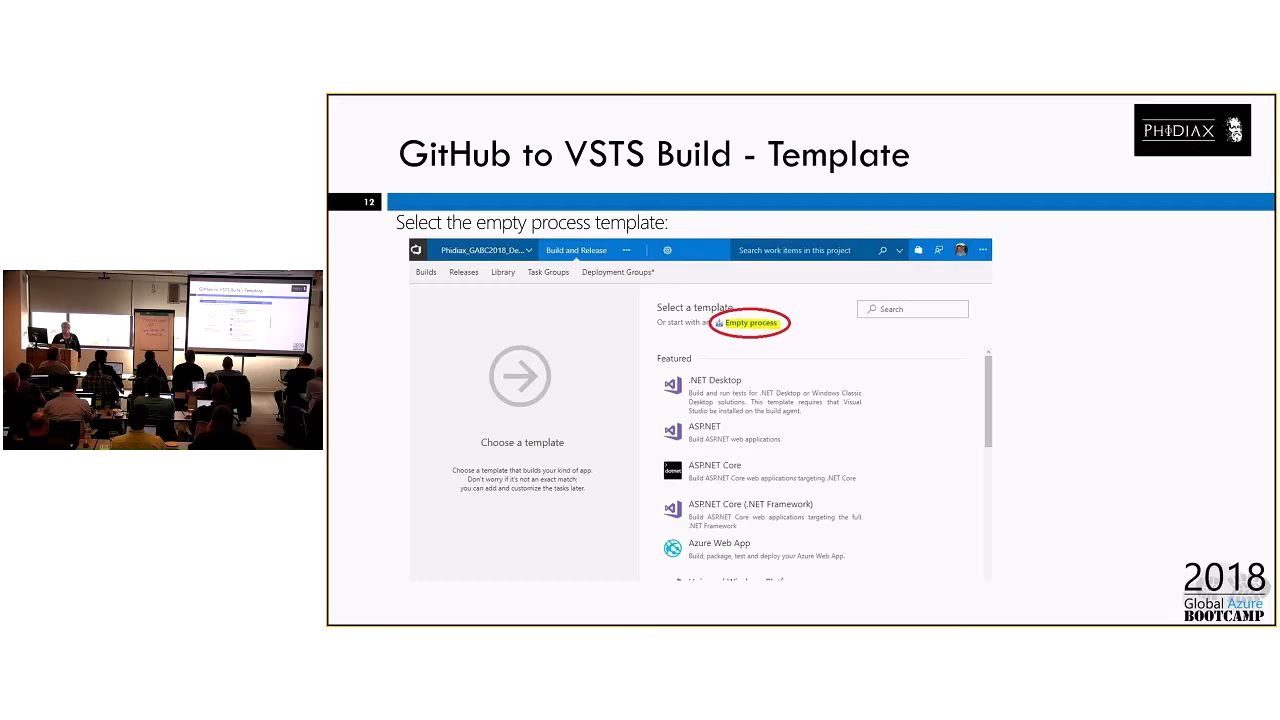 GitHub to VSTS Build - Template
PHIDIAX
12
Select the empty process template:
Phidiax_GABC2018_De...
Build and Release
Search work items in this project
Builds
Releases
Library
Task Groups
Deployment Groups*
Select a template
Or start with an Empty process
Search
Featured
.NET Desktop
Build and run tests for .NET Desktop or Windows Classic
Desktop solutions. This template requires that Visual
Studio be installed on the build agent.
ASP.NET
Build ASP.NET web applications
dotnet
ASP.NET Core
Build ASP.NET Core web applications targeting .NET Core
ASP.NET Core (.NET Framework)
Build ASP.NET Core web applications targeting the full
.NET Framework
Azure Web App
Build, package, test and deploy your Azure Web App.
Choose a template
Choose a template that builds your kind of app.
Don't worry if it's not an exact match;
you can add and customize the tasks later.
2018
Global Azure
BOOTCAMP
GitHub to VSTS Build - Template